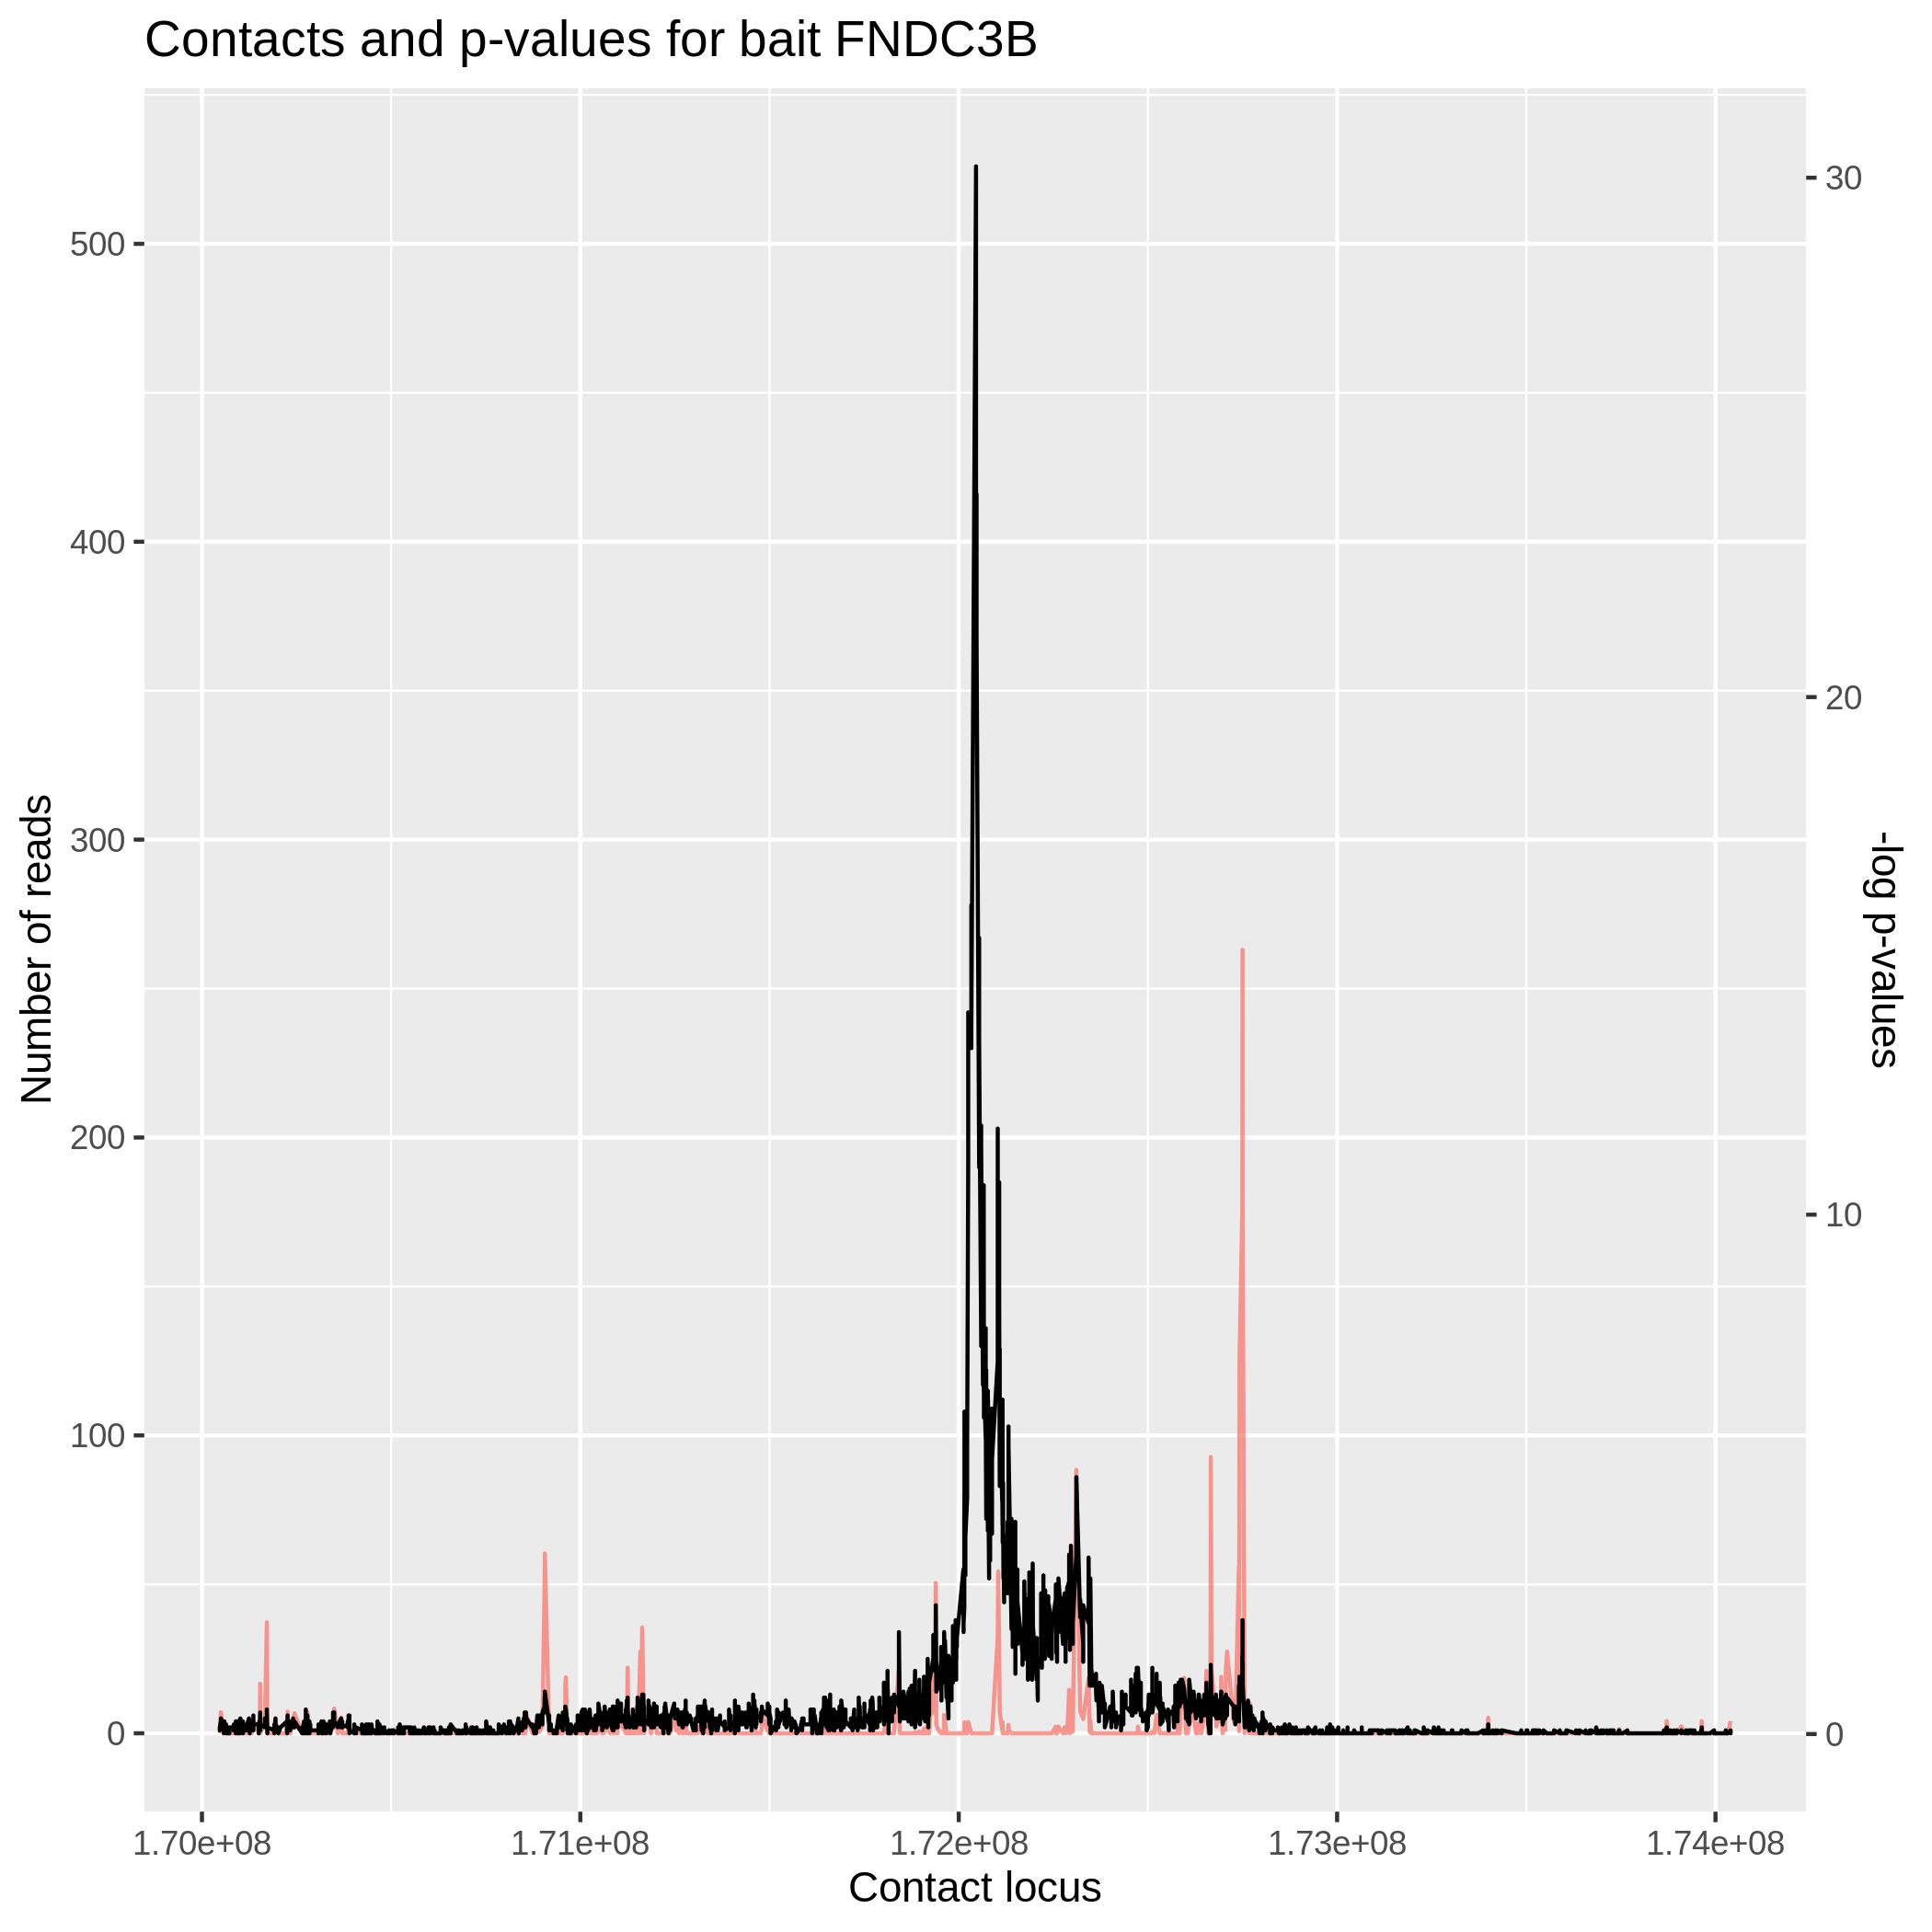 Contacts and p-values for bait FNDC3B
Number of reads
500
400
300
200
100
0
30
20
10
0
-log p-values
1.70e+08
1.71e+08
1.72e+08
1.73e+08
1.74e+08
Contact locus